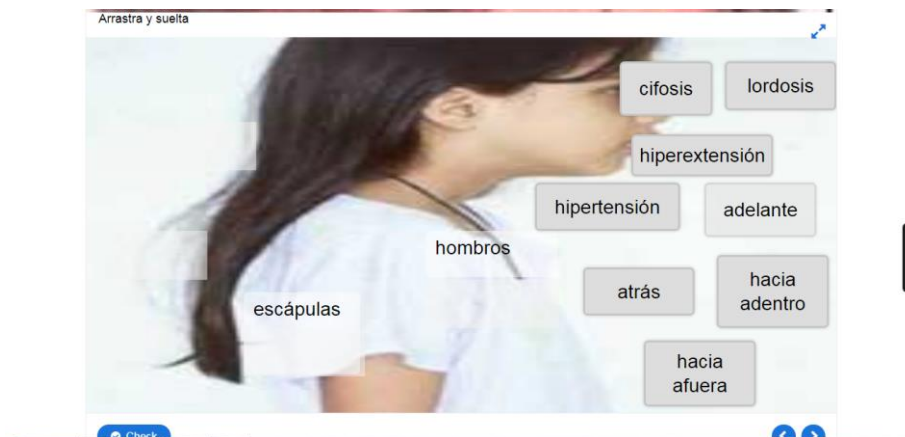 Arrastra y suelta
cifosis
lordosis
hiperextensión
hipertensión
adelante
hombros
atrás
hacia
adentro
escápulas
hacia
afuera
Check